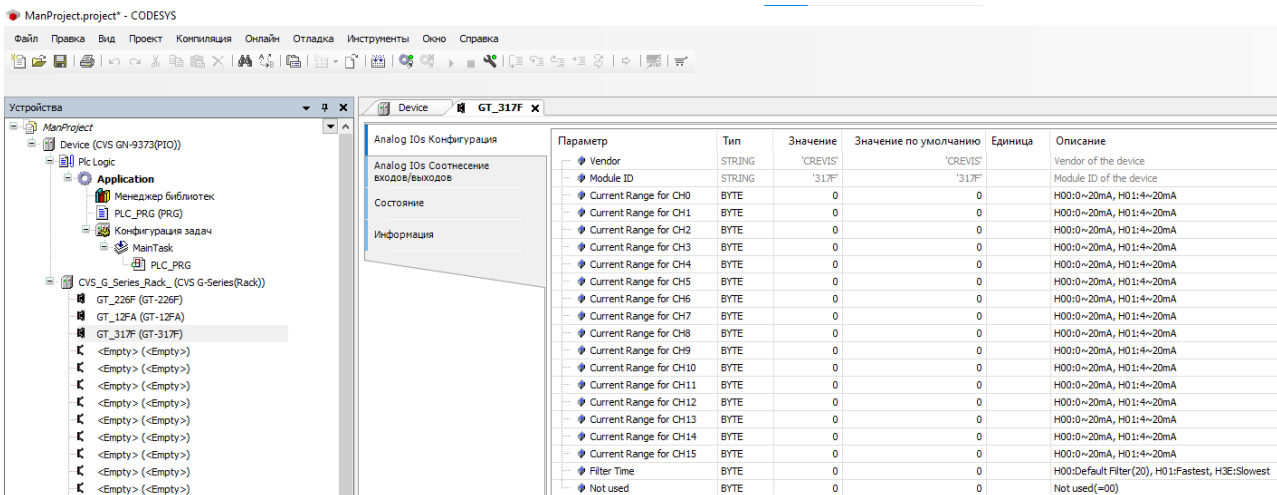 ManProject.project* - CODESYS
Файл Правка Вид Проект Компиляция Онлайн Отладка Инструменты Окно Справка
Устройства
Device
GT_317F
ManProject
Device (CVS GN-9373(PIO))
Plc Logic
Application
Менеджер библиотек
PLC_PRG (PRG)
Конфигурация задач
MainTask
PLC_PRG
CVS_G_Series_Rack_ (CVS G-Series(Rack))
GT_226F (GT-226F)
GT_12FA (GT-12FA)
GT_317F (GT-317F)
<Empty> (<Empty>)
<Empty> (<Empty>)
<Empty> (<Empty>)
<Empty> (<Empty>)
<Empty> (<Empty>)
<Empty> (<Empty>)
<Empty> (<Empty>)
<Empty> (<Empty>)
<Empty> (<Empty>)
Analog IOs Конфигурация
Analog IOs Соотнесение
входов/выходов
Состояние
Информация
Параметр Тип Значение Значение по умолчанию Единица Описание
Vendor STRING 'CREVIS' 'CREVIS' Vendor of the device
Module ID STRING '317F' '317F' Module ID of the device
Current Range for CH0 BYTE 0 0 H00:0~20mA, H01:4~20mA
Current Range for CH1 BYTE 0 0 H00:0~20mA, H01:4~20mA
Current Range for CH2 BYTE 0 0 H00:0~20mA, H01:4~20mA
Current Range for CH3 BYTE 0 0 H00:0~20mA, H01:4~20mA
Current Range for CH4 BYTE 0 0 H00:0~20mA, H01:4~20mA
Current Range for CH5 BYTE 0 0 H00:0~20mA, H01:4~20mA
Current Range for CH6 BYTE 0 0 H00:0~20mA, H01:4~20mA
Current Range for CH7 BYTE 0 0 H00:0~20mA, H01:4~20mA
Current Range for CH8 BYTE 0 0 H00:0~20mA, H01:4~20mA
Current Range for CH9 BYTE 0 0 H00:0~20mA, H01:4~20mA
Current Range for CH10 BYTE 0 0 H00:0~20mA, H01:4~20mA
Current Range for CH11 BYTE 0 0 H00:0~20mA, H01:4~20mA
Current Range for CH12 BYTE 0 0 H00:0~20mA, H01:4~20mA
Current Range for CH13 BYTE 0 0 H00:0~20mA, H01:4~20mA
Current Range for CH14 BYTE 0 0 H00:0~20mA, H01:4~20mA
Current Range for CH15 BYTE 0 0 H00:0~20mA, H01:4~20mA
Filter Time BYTE 0 0 H00:Default Filter(20), H01:Fastest, H3E:Slowest
Not used BYTE 0 0 Not used(=00)